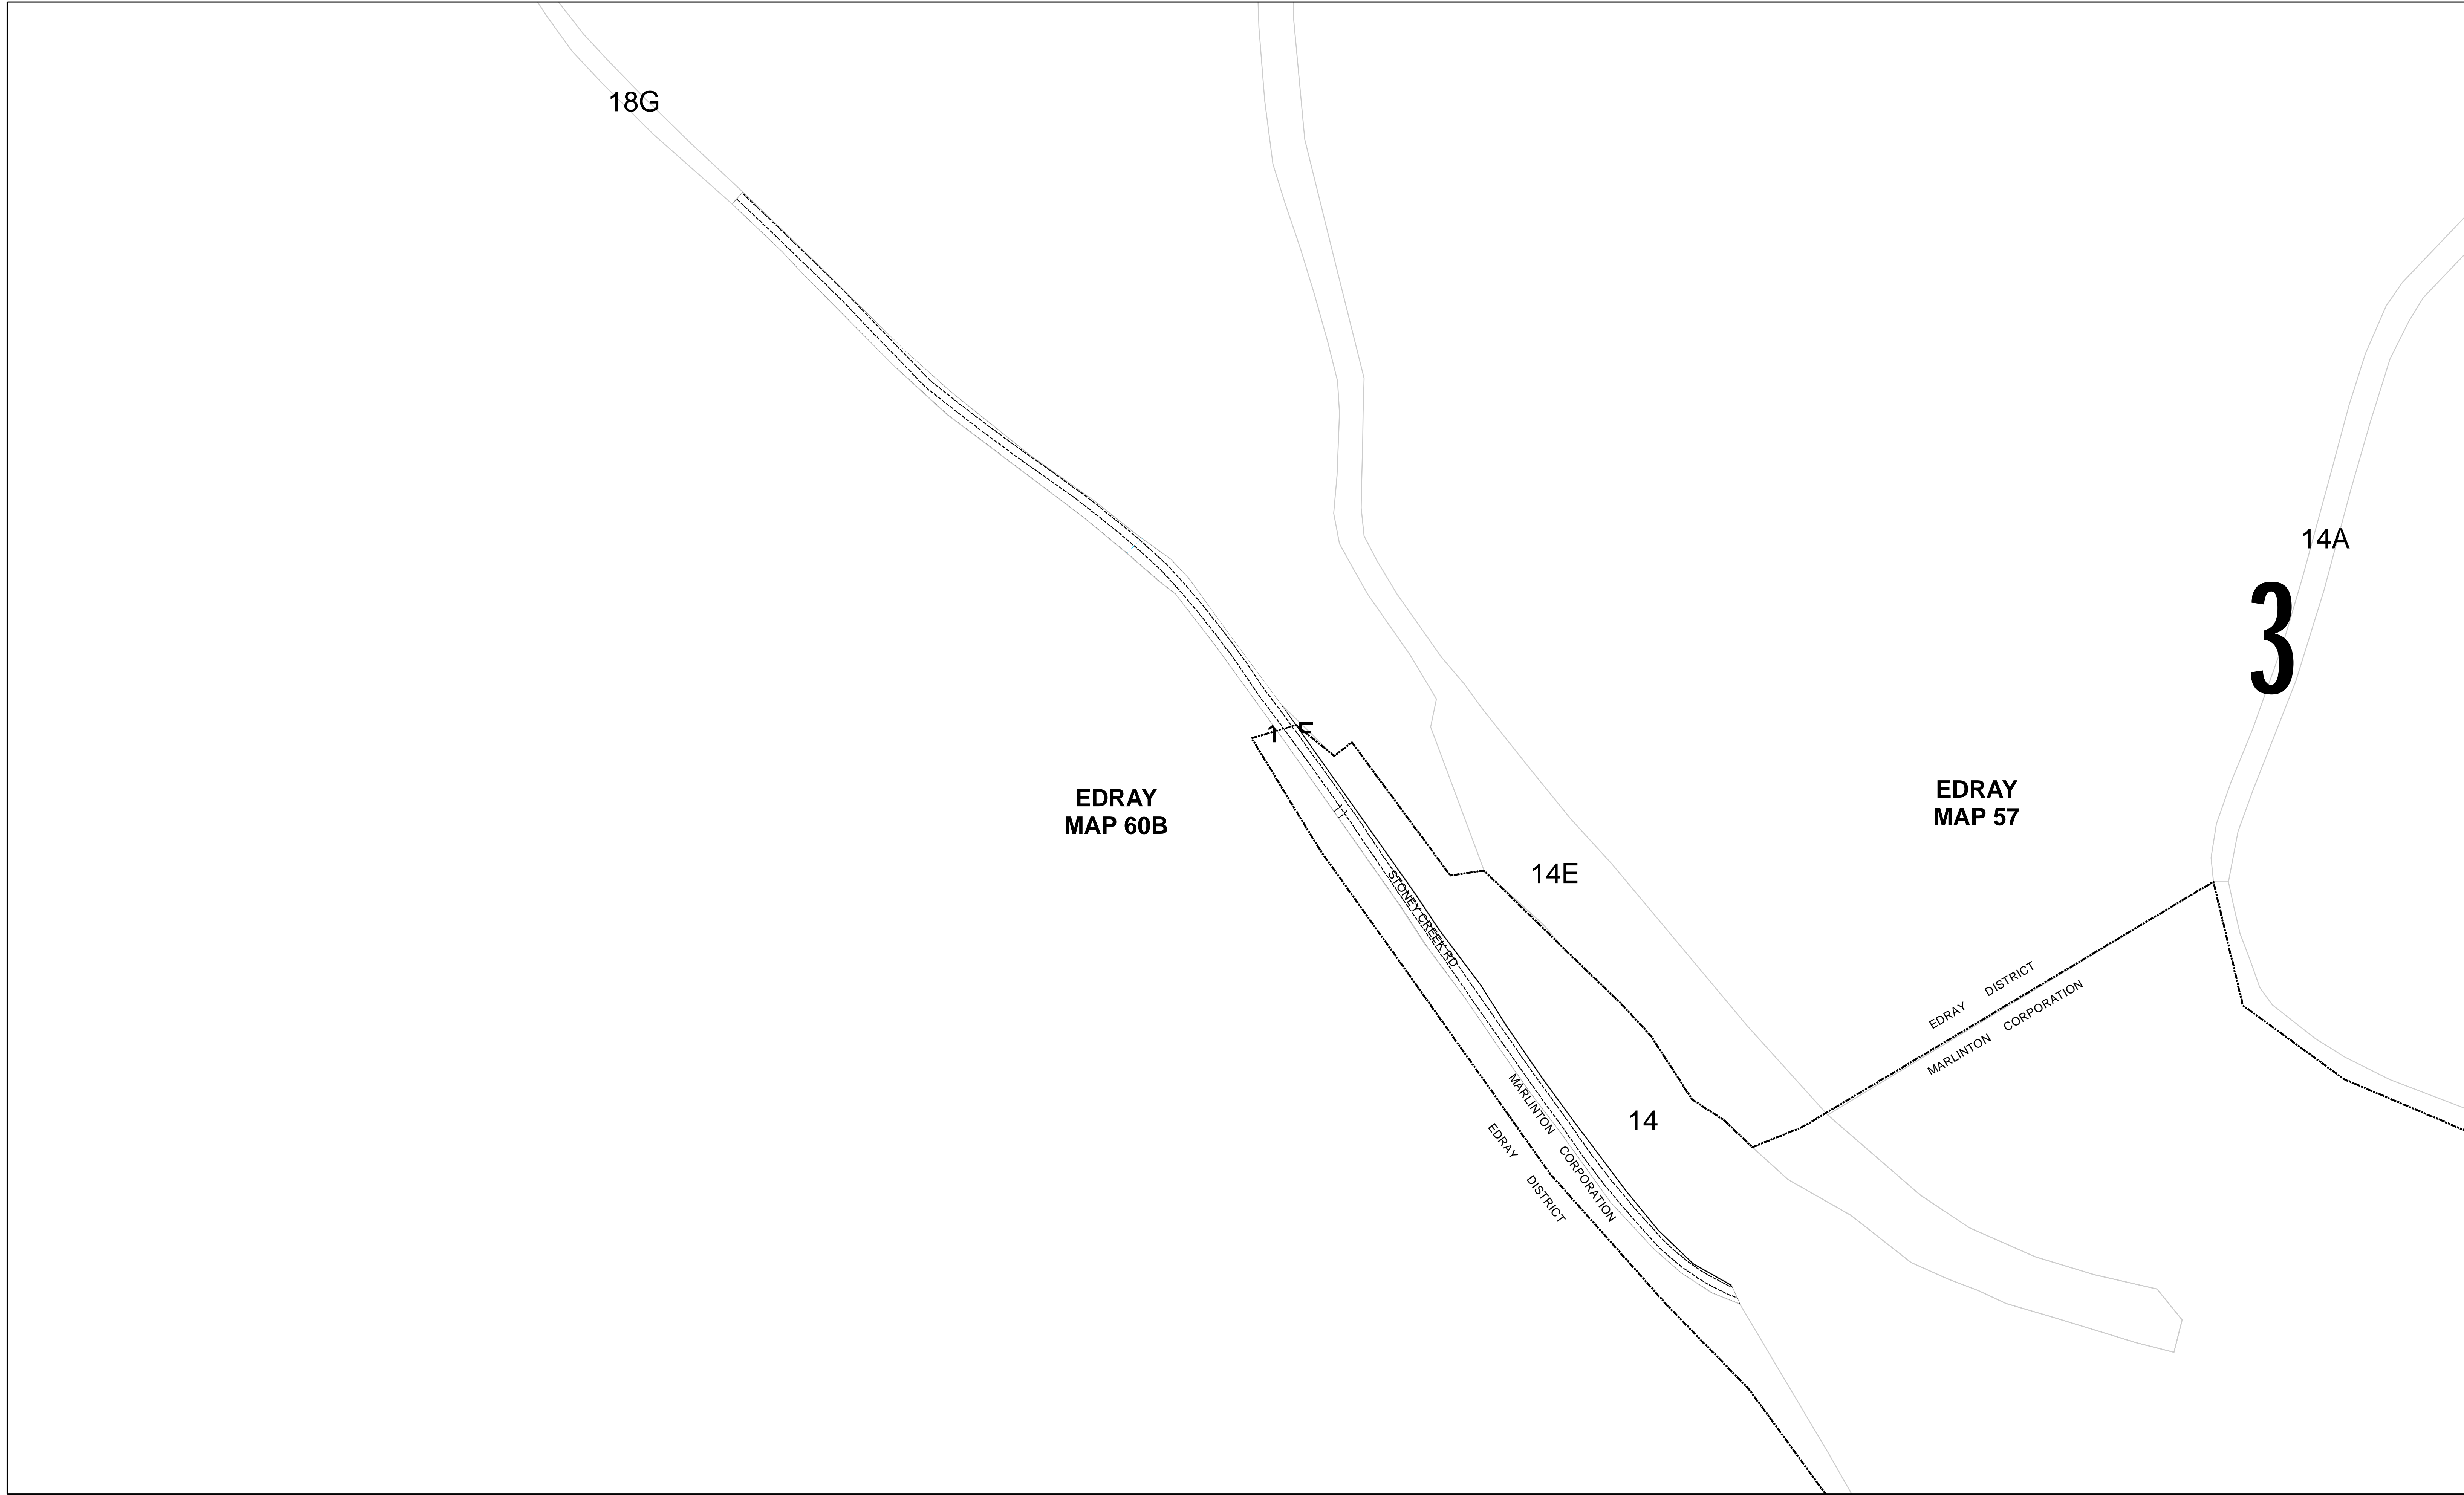 18G
14A
3
EDRAY
MAP 60B
EDRAY
MAP 57
14E
STONEY CREEK RD
EDRAY DISTRICT
MARLINTON CORPORATION
14
MARLINTON CORPORATION
EDRAY DISTRICT